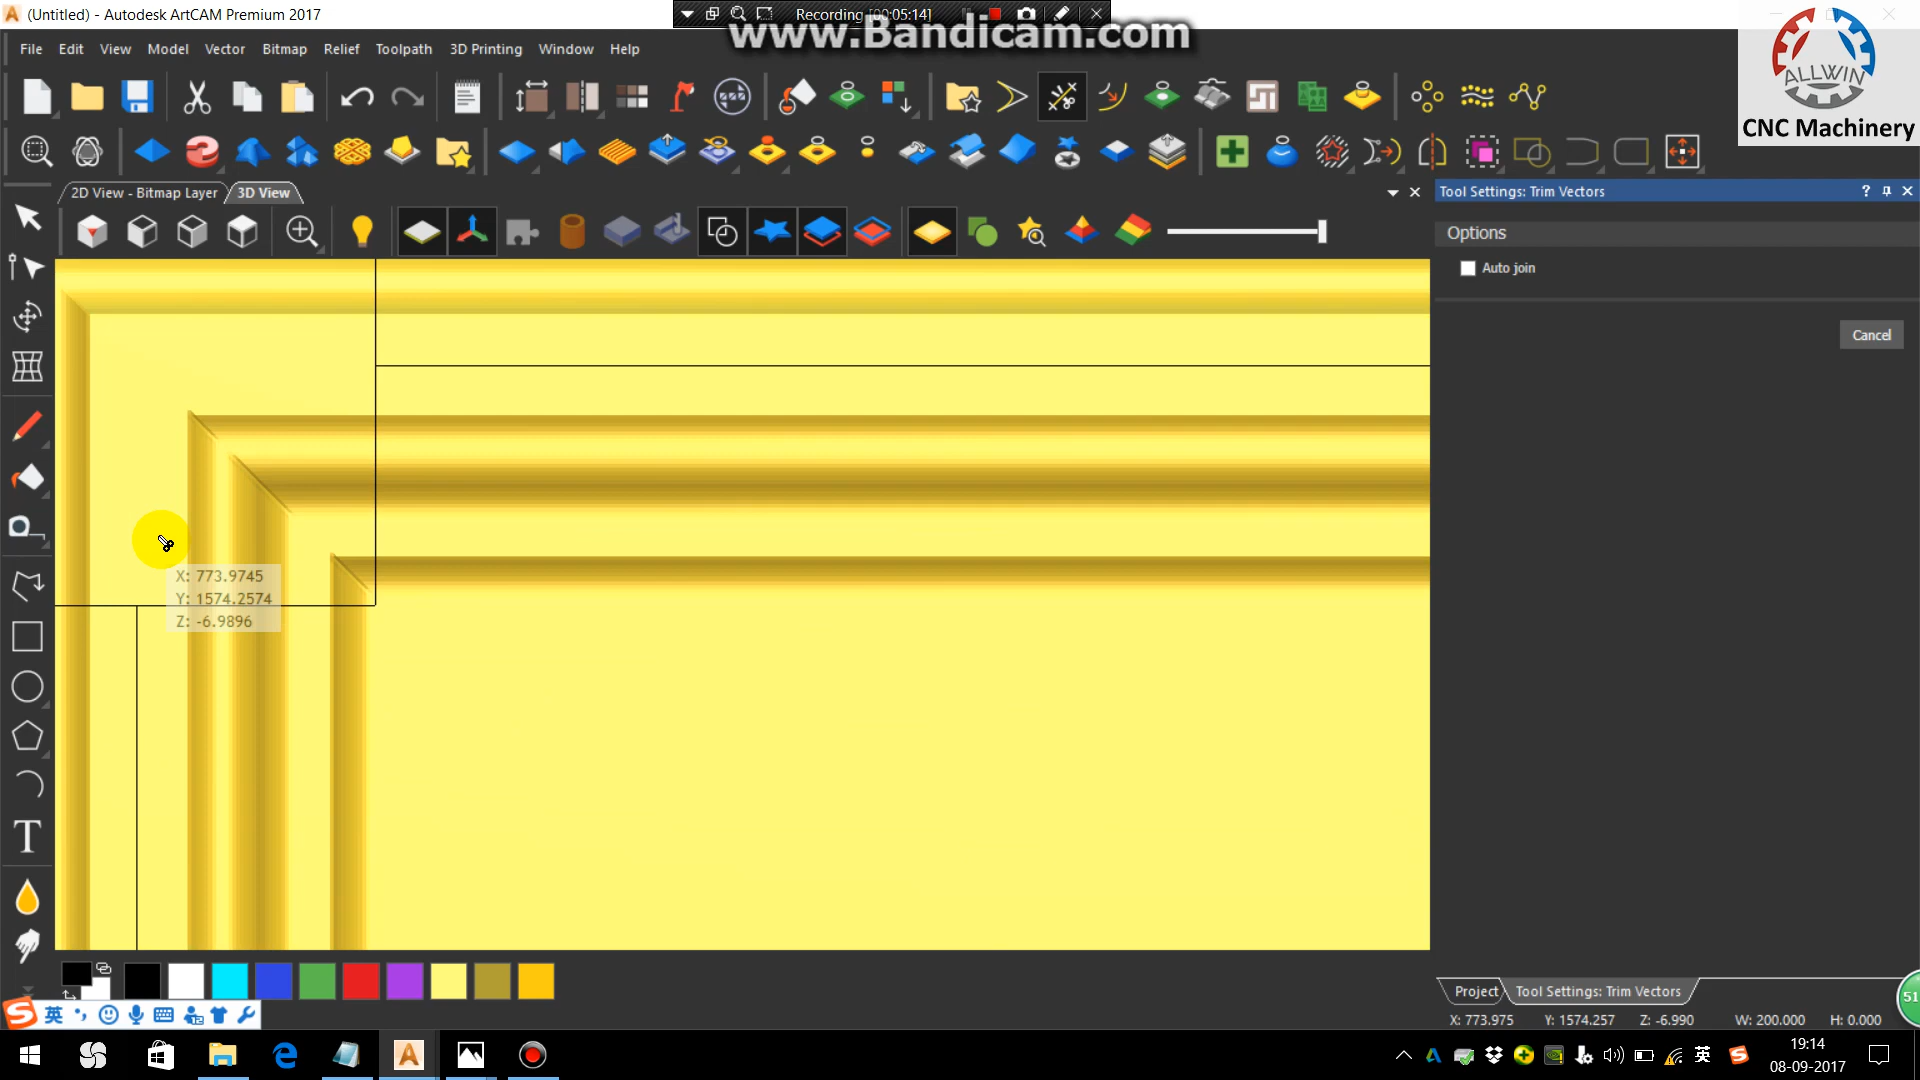 (Untitled) - Autodesk ArtCAM Premium 2017
Recording [00:05:14]
www.Bandicam.com
File Edit View Model Vector Bitmap Relief Toolpath 3D Printing Window Help
ALLWIN
CNC Machinery
2D View - Bitmap Layer
3D View
Tool Settings: Trim Vectors
Options
Auto join
Cancel
X: 773.9745
Y: 1574.2574
Z: -6.9896
T
Project
Tool Settings: Trim Vectors
51
X: 773.975 Y: 1574.257 Z: -6.990 W: 200.000 H: 0.000
英
英
19:14
08-09-2017